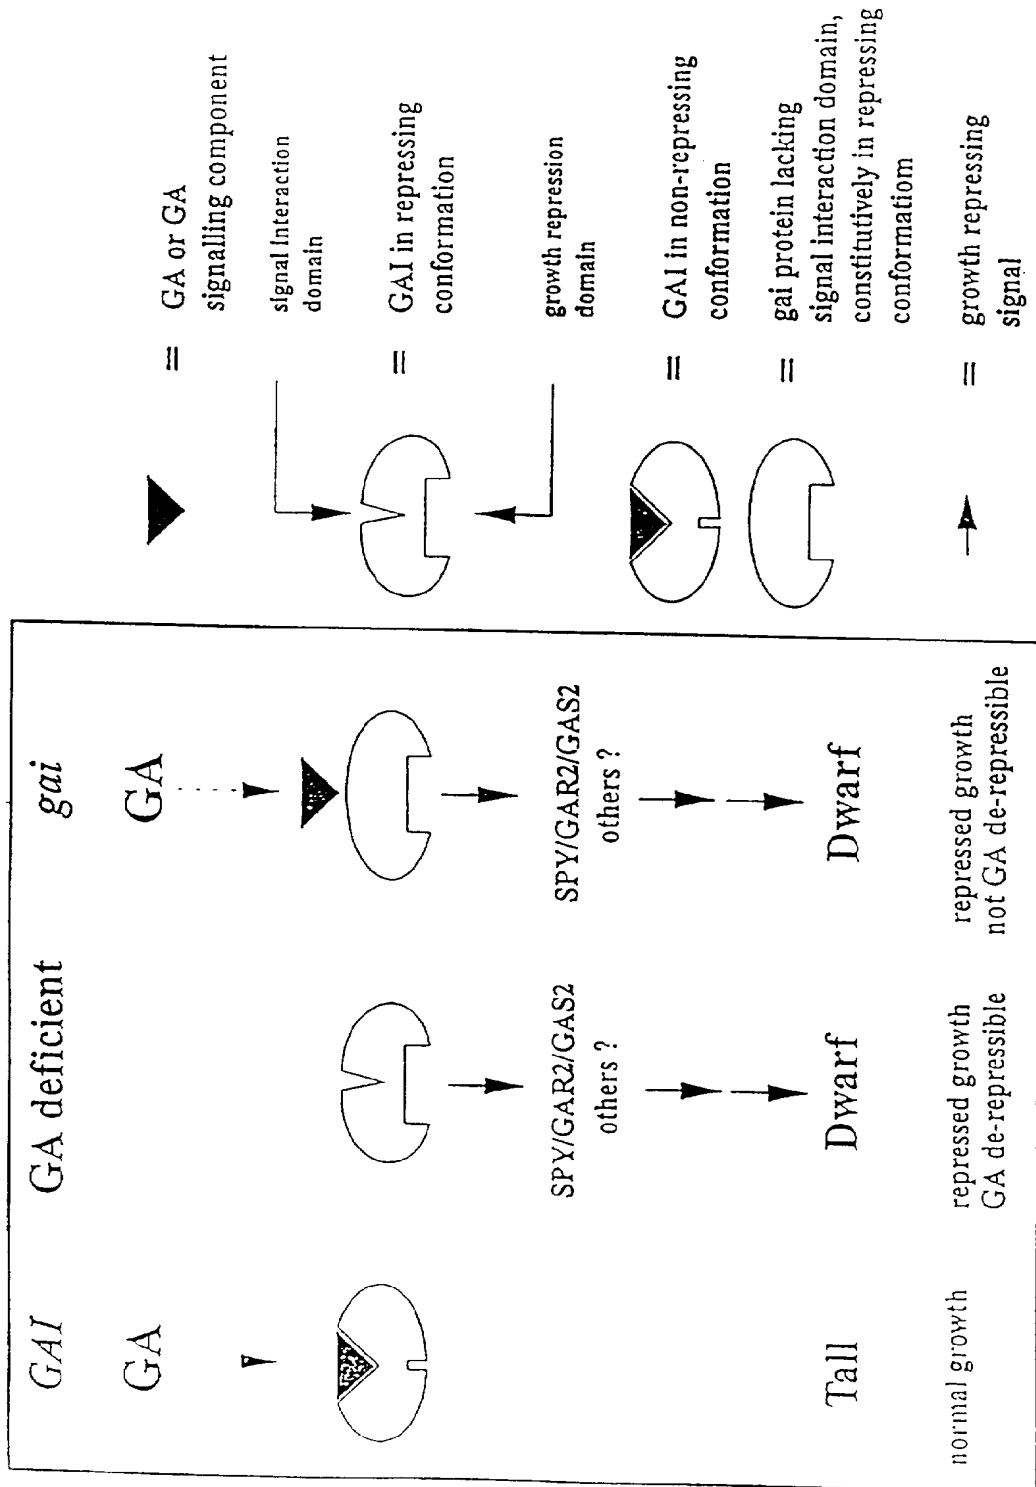 GAI
GA deficient
gai
GA
GA
SPY/GAR2/GAS2
others ?
SPY/GAR2/GAS2
others ?
Tall
Dwarf
Dwarf
normal growth
repressed growth
GA de-repressible
repressed growth
not GA de-repressible
= GA or GA
signalling component
signal interaction
domain
= GAI in repressing
conformation
growth repression
domain
= GAI in non-repressing
conformation
= gai protein lacking
signal interaction domain,
constitutively in repressing
conformatiom
= growth repressing
signal